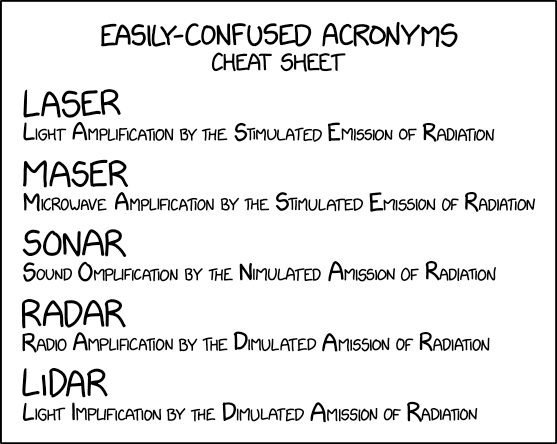 EASILY-CONFUSED ACRONYMS
CHEAT SHEET
LASER
LIGHT AMPLIFICATION BY THE STIMULATED EMISSION OF RADIATION
MASER
MICROWAVE AMPLIFICATION BY THE STIMULATED EMISSION OF RADIATION
SONAR
SOUND OMPLIFICATION BY THE NIMULATED AMISSION OF RADIATION
RADAR
RADIO AMPLIFICATION BY THE DIMULATED AMISSION OF RADIATION
LIDAR
LIGHT IMPLIFICATION BY THE DIMULATED AMISSION OF RADIATION